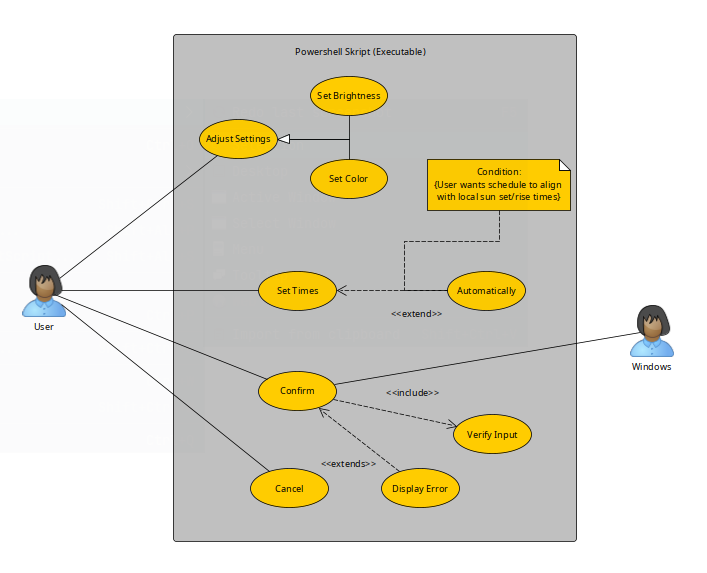 Powershell Skript (Executable)
Set Brightness
Adjust Settings
Set Color
Condition:
{User wants schedule to align
with local sun set/rise times}
Set Times
Automatically
<<extend>>
User
Windows
Confirm
<<include>>
Verify Input
<<extends>>
Cancel
Display Error